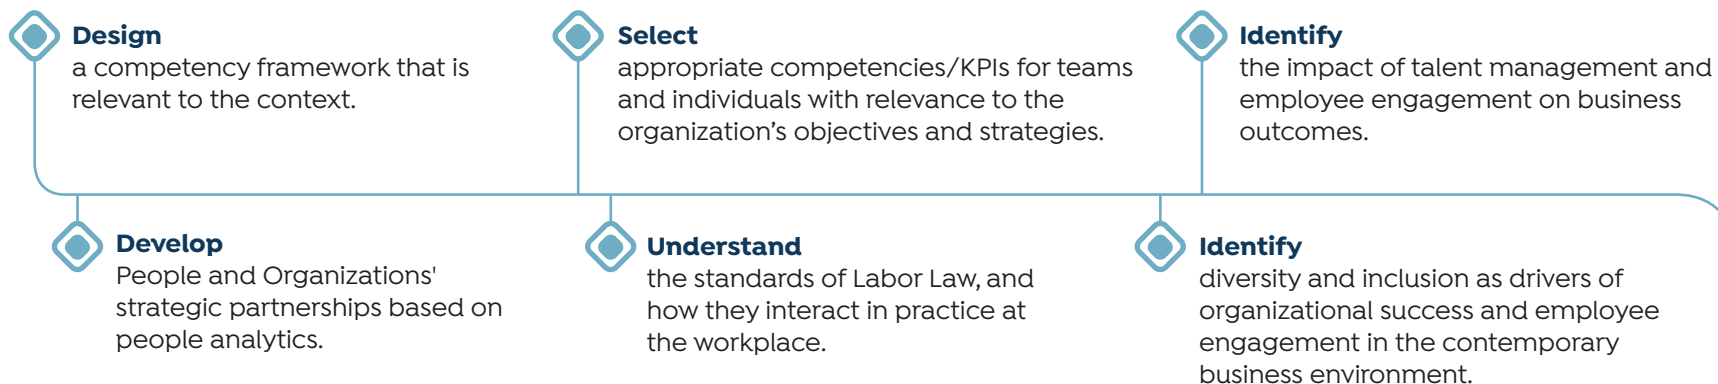 Design
a competency framework that is
relevant to the context.
Select
appropriate competencies/KPIs for teams
and individuals with relevance to the
organization’s objectives and strategies.
Identify
the impact of talent management and
employee engagement on business
outcomes.
Develop
People and Organizations'
strategic partnerships based on
people analytics.
Understand
the standards of Labor Law, and
how they interact in practice at
the workplace.
Identify
diversity and inclusion as drivers of
organizational success and employee
engagement in the contemporary
business environment.